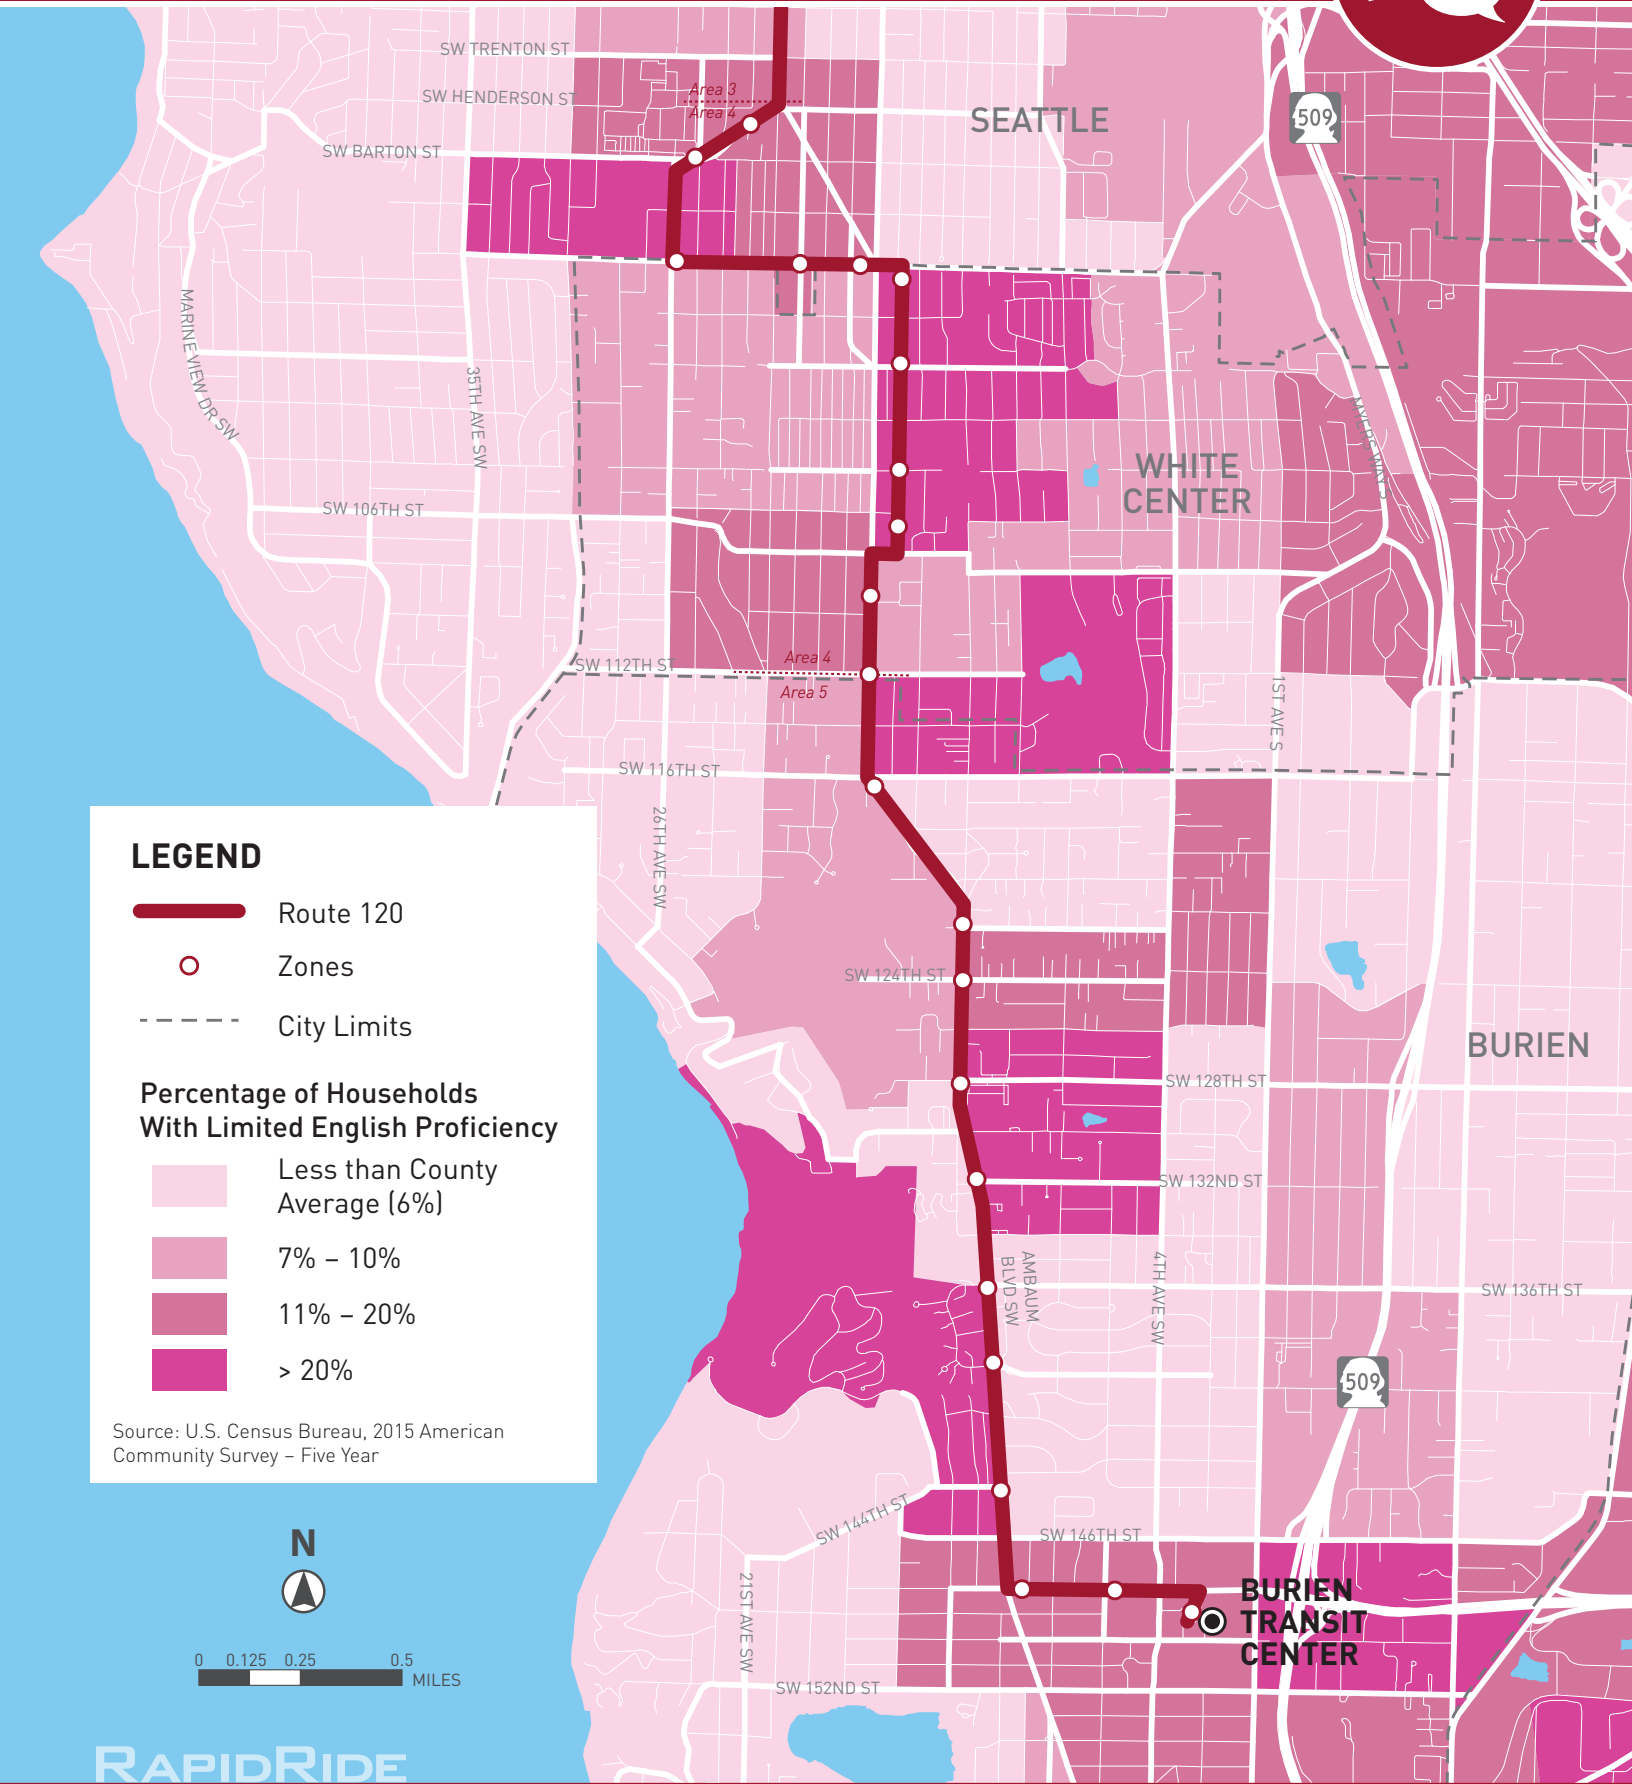 SW TRENTON ST
Area 3
SW HENDERSON ST
Area 4
SEATTLE
509
SW BARTON ST
MARINE VIEW DR SW
35TH AVE SW
MYERS WAY S
WHITE
CENTER
SW 106TH ST
Area 4
SW 112TH ST
Area 5
1ST AVE S
SW 116TH ST
26TH AVE SW
LEGEND
Route 120
Zones
City Limits
Percentage of Households
With Limited English Proficiency
Less than County
Average (6%)
7% – 10%
11% – 20%
> 20%
Source: U.S. Census Bureau, 2015 American
Community Survey – Five Year
SW 124TH ST
BURIEN
SW 128TH ST
SW 132ND ST
AMBAUM
BLVD SW
4TH AVE SW
SW 136TH ST
509
SW 144TH ST
SW 146TH ST
N
21ST AVE SW
BURIEN
TRANSIT
CENTER
0 0.125 0.25 0.5
MILES
SW 152ND ST
RAPIDRIDE